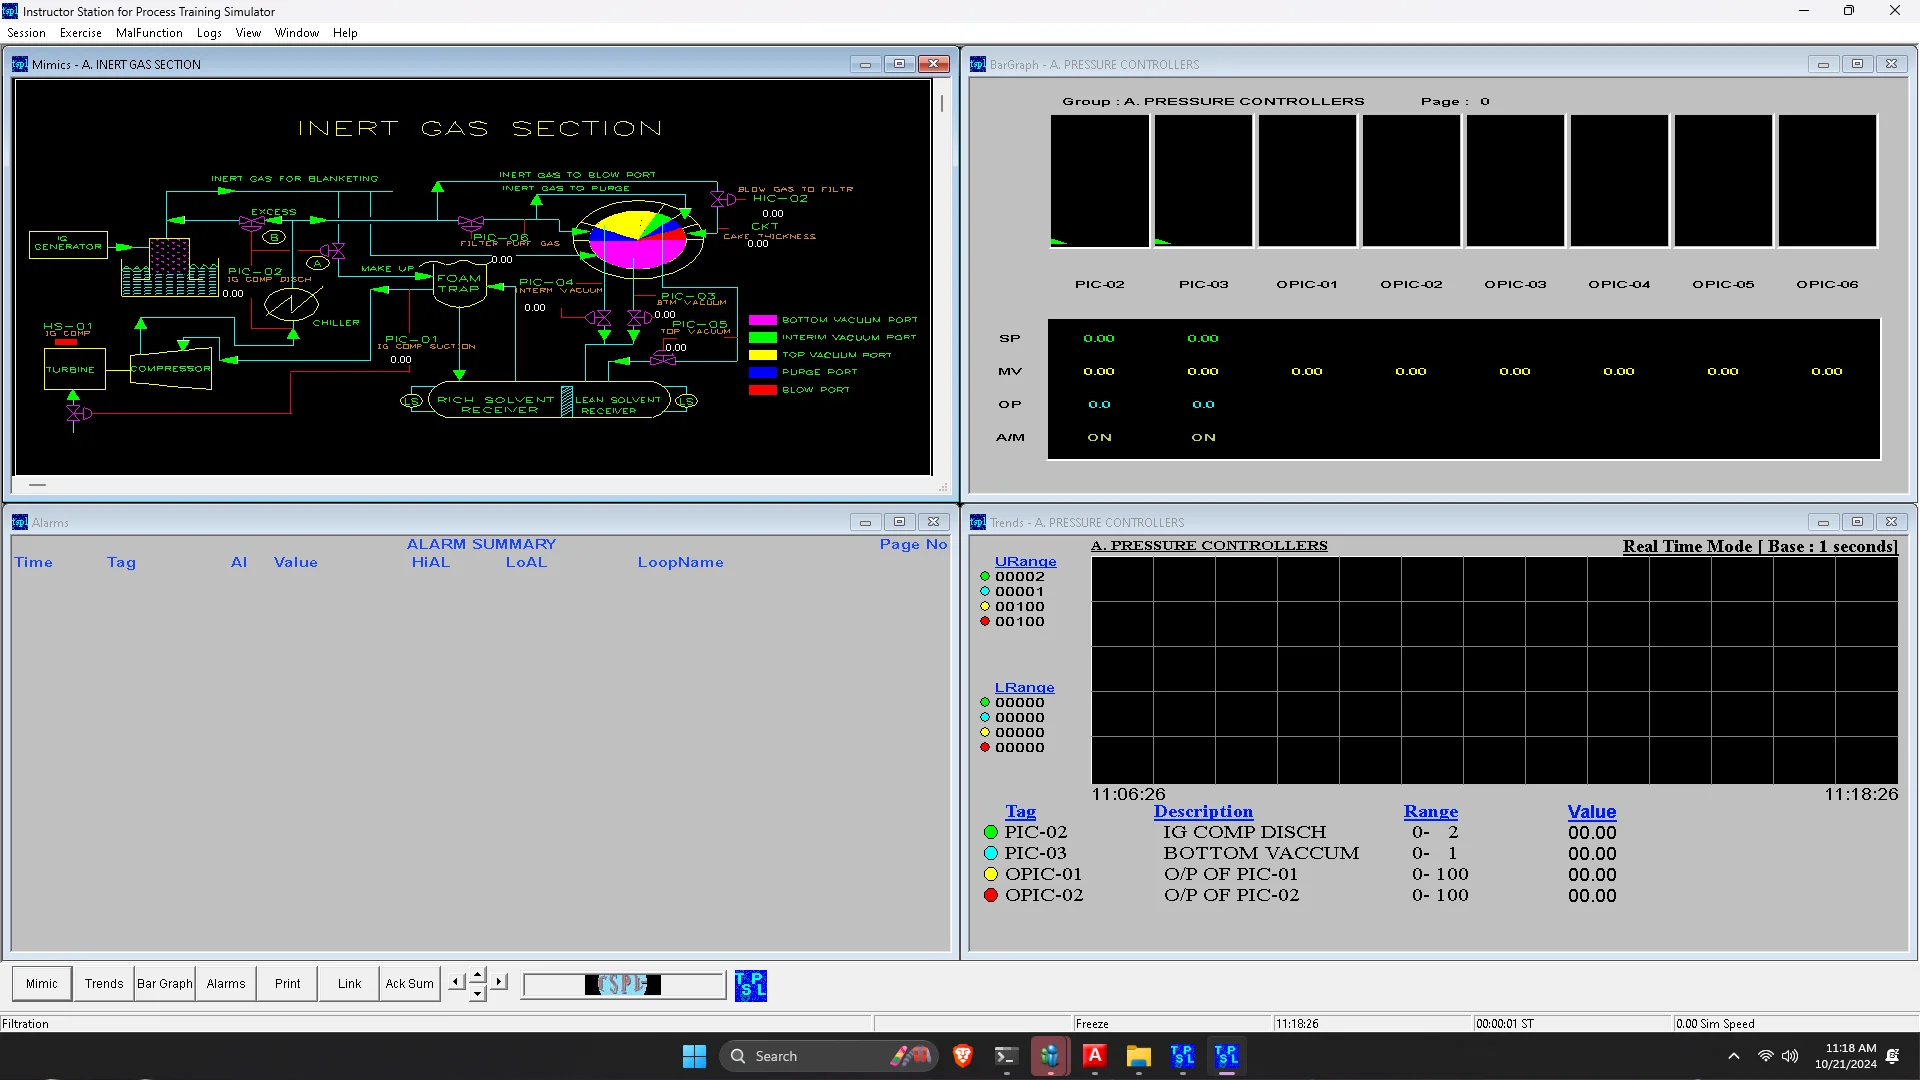 Instructor Station for Process Training Simulator
Session Exercise MalFunction Logs View Window Help
Mimics - A. INERT GAS SECTION
INERT GAS SECTION
INERT GAS FOR BLANKETING
INERT GAS TO BLOW PORT
INERT GAS TO PURGE
BLOW GAS TO FILTR
HIC-02
0.00
CKT
CAKE THICKNESS
0.00
EXCESS
B
IG
GENERATOR
PIC-06
FILTER PURF GAS
0.00
A
PIC-02
IG COMP DISCH
0.00
MAKE UP
FOAM
TRAP
PIC-04
INTERM VACUUM
0.00
PIC-03
BTM VACUUM
0.00
PIC-05
TOP VACUUM
0.00
CHILLER
HS-01
IG COMP
PIC-01
IG COMP SUCTION
0.00
TURBINE
COMPRESSOR
BOTTOM VACUUM PORT
INTERIM VACUUM PORT
TOP VACUUM PORT
PURGE PORT
BLOW PORT
LS
RICH SOLVENT
RECEIVER
LEAN SOLVENT
RECEIVER
LS
BarGraph - A. PRESSURE CONTROLLERS
Group : A. PRESSURE CONTROLLERS Page : 0
PIC-02 PIC-03 OPIC-01 OPIC-02 OPIC-03 OPIC-04 OPIC-05 OPIC-06
SP 0.00 0.00
MV 0.00 0.00 0.00 0.00 0.00 0.00 0.00 0.00
OP 0.0 0.0
A/M ON ON
Alarms
ALARM SUMMARY Page No
Time Tag Al Value HiAL LoAL LoopName
Trends - A. PRESSURE CONTROLLERS
A. PRESSURE CONTROLLERS Real Time Mode [ Base : 1 seconds]
URange
00002
00001
00100
00100
LRange
00000
00000
00000
00000
11:06:26 11:18:26
Tag Description Range Value
PIC-02 IG COMP DISCH 0- 2 00.00
PIC-03 BOTTOM VACCUM 0- 1 00.00
OPIC-01 O/P OF PIC-01 0- 100 00.00
OPIC-02 O/P OF PIC-02 0- 100 00.00
Mimic Trends Bar Graph Alarms Print Link Ack Sum TSPL TPSL
Filtration Freeze 11:18:26 00:00:01 ST 0.00 Sim Speed
Search
11:18 AM
10/21/2024